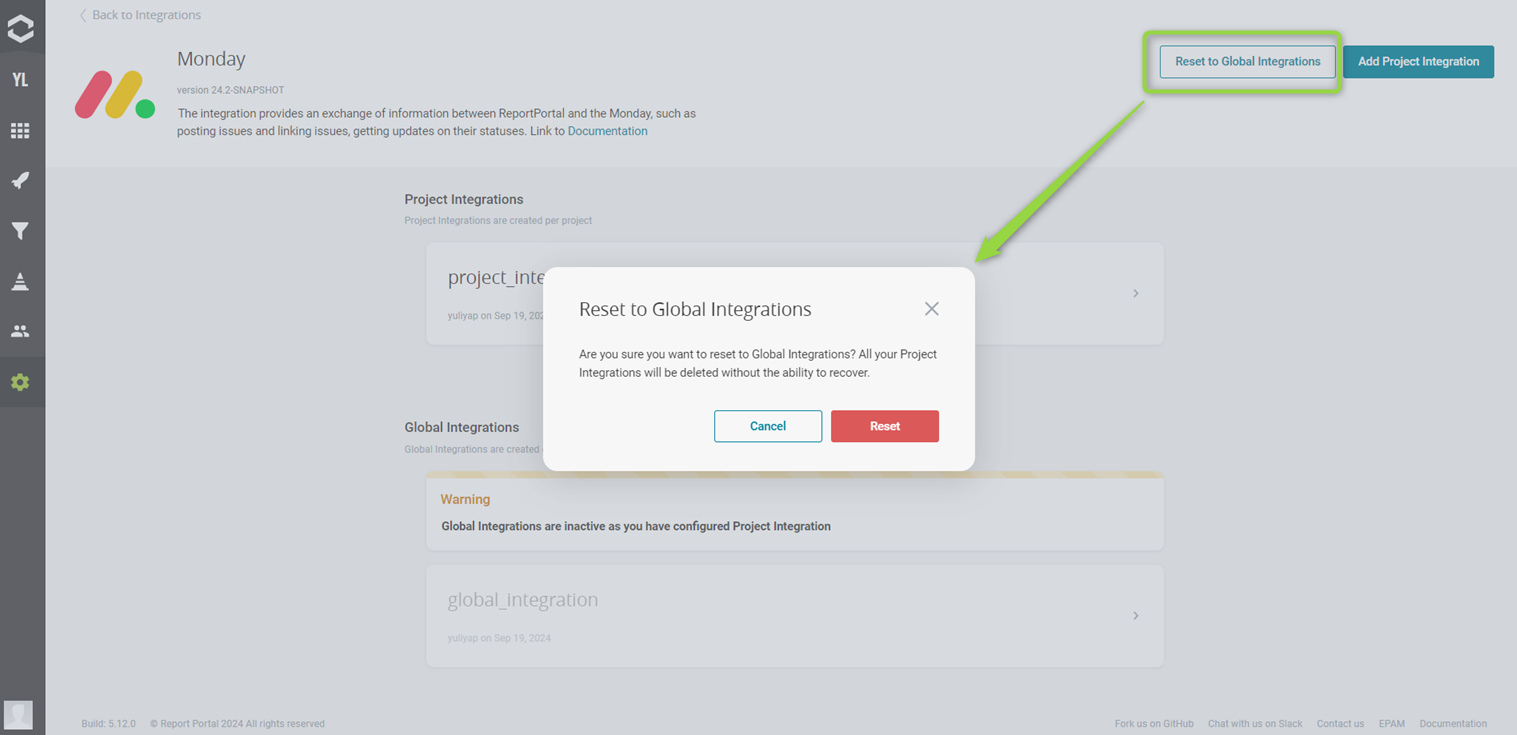 Back to Integrations
YL
Monday
version 24.2-SNAPSHOT
The integration provides an exchange of information between ReportPortal and the Monday, such as
posting issues and linking issues, getting updates on their statuses. Link to Documentation
Reset to Global Integrations
Add Project Integration
Project Integrations
Project Integrations are created per project
project_inte
yuliyap on Sep 19, 202
Reset to Global Integrations
Are you sure you want to reset to Global Integrations? All your Project
Integrations will be deleted without the ability to recover.
Cancel
Reset
Global Integrations
Global Integrations are created
Warning
Global Integrations are inactive as you have configured Project Integration
global_integration
yuliyap on Sep 19, 2024
Build: 5.12.0
© Report Portal 2024 All rights reserved
Fork us on GitHub
Chat with us on Slack
Contact us
EPAM
Documentation